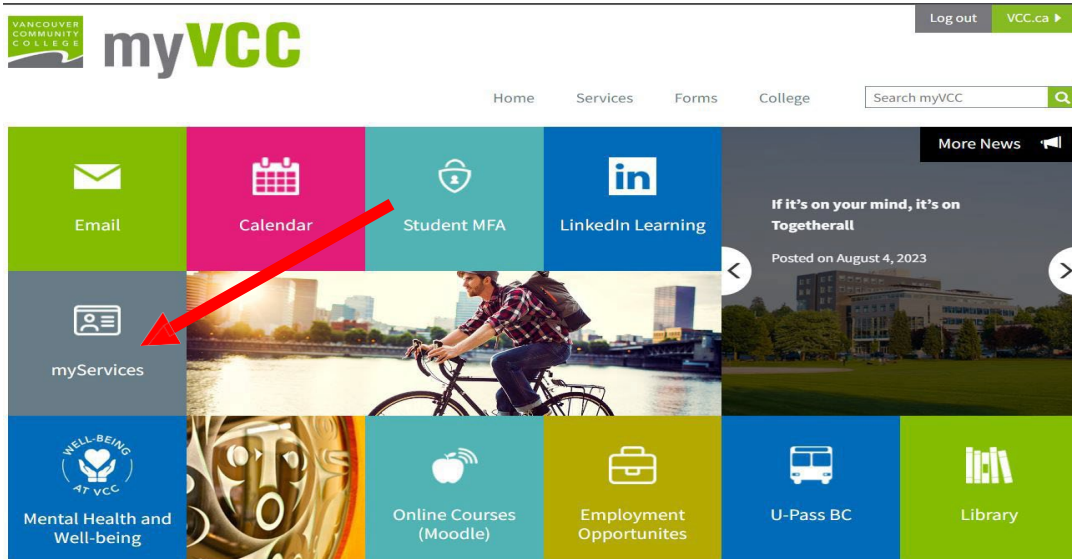 VANCOUVER
COMMUNITY
COLLEGE
myVCC
Log out
VCC.ca
Home
Services
Forms
College
Search myVCC
Email
Calendar
Student MFA
LinkedIn Learning
in
More News
If it's on your mind, it's on
Togetherall
Posted on August 4, 2023
myServices
WELL-BEING
AT VCC
Mental Health and
Well-being
Online Courses
(Moodle)
Employment
Opportunites
U-Pass BC
Library